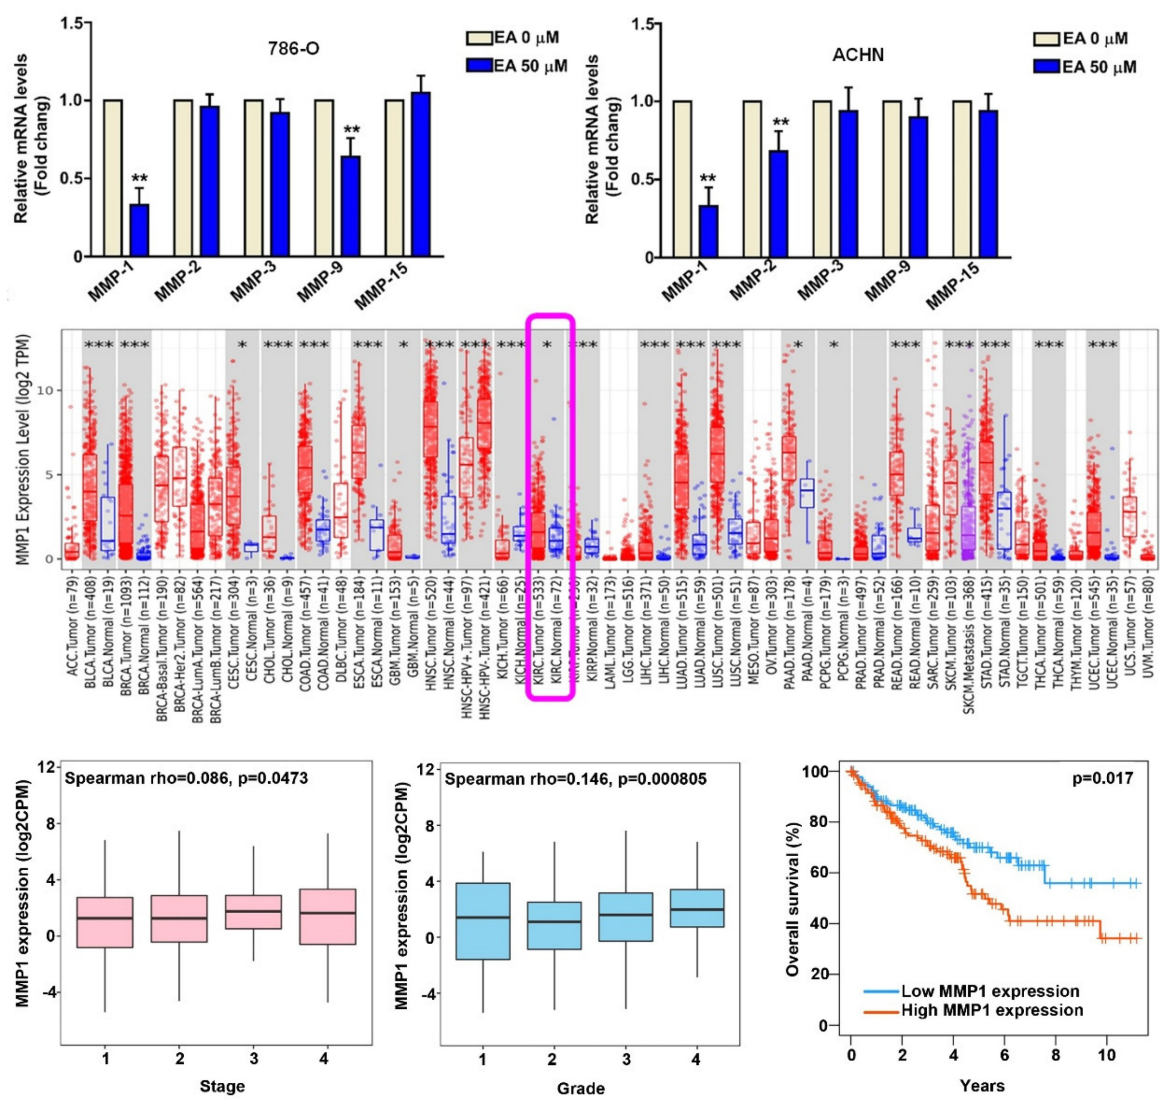 1.5
1.0
0.5
0
Relative mRNA levels
(Fold chang)
786-O
EA 0 μM
EA 50 μM
**
**
MMP-1
MMP-2
MMP-3
MMP-9
MMP-15
1.5
1.0
0.5
0
Relative mRNA levels
(Fold chang)
ACHN
EA 0 μM
EA 50 μM
**
**
MMP-1
MMP-2
MMP-3
MMP-9
MMP-15
MMP1 Expression Level (log2 TPM)
10
5
0
*** *** * *** *** *** * *** *** *** * *** *** *** *** * * *** *** *** *** ***
ACC.Tumor (n=79)
BLCA.Tumor (n=408)
BLCA.Normal (n=19)
BRCA.Tumor (n=1093)
BRCA.Normal (n=112)
BRCA-Basal.Tumor (n=190)
BRCA-Her2.Tumor (n=82)
BRCA-LumA.Tumor (n=564)
BRCA-LumB.Tumor (n=217)
CESC.Tumor (n=304)
CESC.Normal (n=3)
CHOL.Tumor (n=36)
CHOL.Normal (n=9)
COAD.Tumor (n=457)
COAD.Normal (n=41)
DLBC.Tumor (n=48)
ESCA.Tumor (n=184)
ESCA.Normal (n=11)
GBM.Tumor (n=153)
GBM.Normal (n=5)
HNSC.Tumor (n=520)
HNSC.Normal (n=44)
HNSC-HPV+.Tumor (n=97)
HNSC-HPV-.Tumor (n=421)
KICH.Tumor (n=66)
KICH.Normal (n=25)
KIRC.Tumor (n=533)
KIRC.Normal (n=72)
KIRP.Tumor (n=290)
KIRP.Normal (n=32)
LAML.Tumor (n=173)
LGG.Tumor (n=516)
LIHC.Tumor (n=371)
LIHC.Normal (n=50)
LUAD.Tumor (n=515)
LUAD.Normal (n=59)
LUSC.Tumor (n=501)
LUSC.Normal (n=51)
MESO.Tumor (n=87)
OV.Tumor (n=303)
PAAD.Tumor (n=178)
PAAD.Normal (n=4)
PCPG.Tumor (n=179)
PCPG.Normal (n=3)
PRAD.Tumor (n=497)
PRAD.Normal (n=52)
READ.Tumor (n=166)
READ.Normal (n=10)
SARC.Tumor (n=259)
SKCM.Tumor (n=103)
SKCM.Metastasis (n=368)
STAD.Tumor (n=415)
STAD.Normal (n=35)
TGCT.Tumor (n=150)
THCA.Tumor (n=501)
THCA.Normal (n=59)
THYM.Tumor (n=120)
UCEC.Tumor (n=545)
UCEC.Normal (n=35)
UCS.Tumor (n=57)
UVM.Tumor (n=80)
MMP1 expression (log2CPM)
12
8
4
0
-4
Spearman rho=0.086, p=0.0473
1
2
3
4
Stage
MMP1 expression (log2CPM)
12
8
4
0
-4
Spearman rho=0.146, p=0.000805
1
2
3
4
Grade
Overall survival (%)
100
80
60
40
20
0
p=0.017
Low MMP1 expression
High MMP1 expression
0
2
4
6
8
10
Years